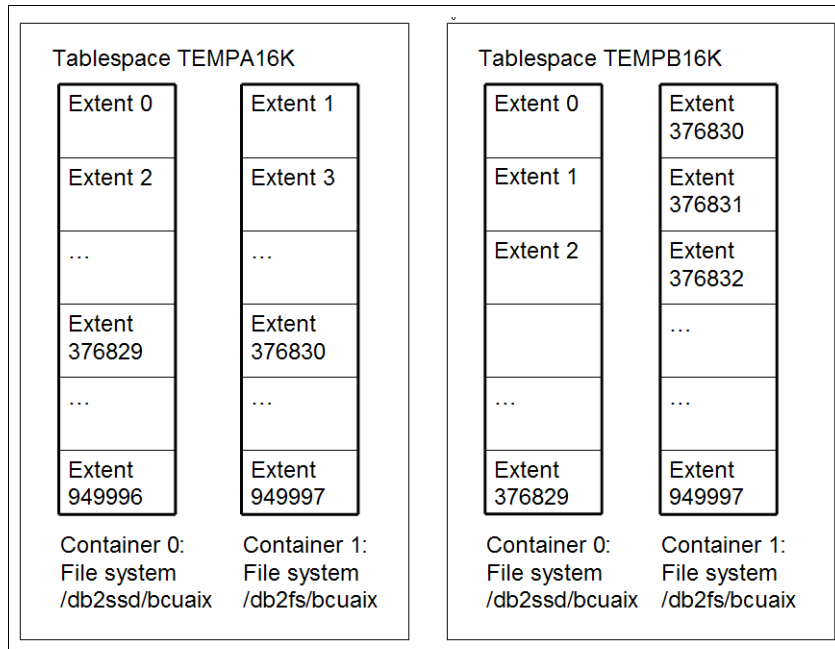 Tablespace TEMPA16K
Extent 0
Extent 2
...
Extent
376829
...
Extent
949996
Container 0:
File system
/db2ssd/bcuaix
Extent 1
Extent 3
...
Extent
376830
...
Extent
949997
Container 1:
File system
/db2fs/bcuaix
Tablespace TEMPB16K
Extent 0
Extent 1
Extent 2
...
Extent
376829
Container 0:
File system
/db2ssd/bcuaix
Extent
376830
Extent
376831
Extent
376832
...
...
Extent
949997
Container 1:
File system
/db2fs/bcuaix